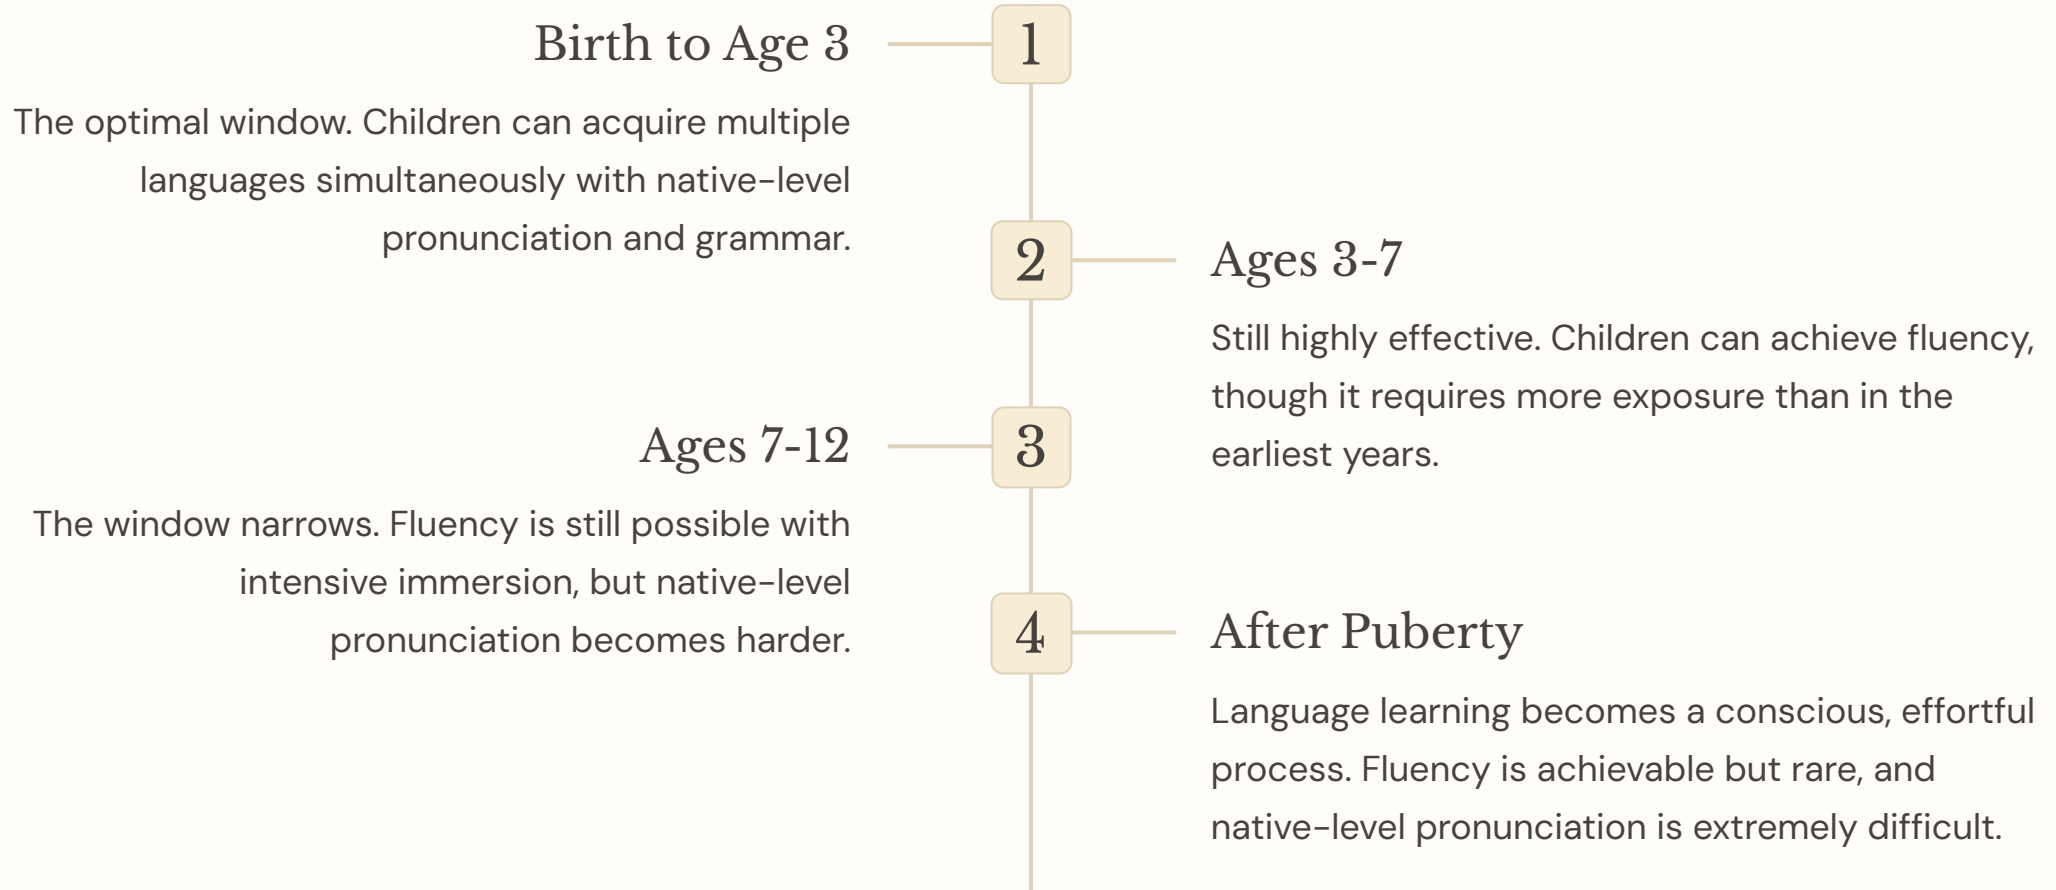 1
Birth to Age 3
The optimal window. Children can acquire multiple
languages simultaneously with native-level
pronunciation and grammar.
2
Ages 3-7
Still highly effective. Children can achieve fluency,
though it requires more exposure than in the
earliest years.
3
Ages 7-12
The window narrows. Fluency is still possible with
intensive immersion, but native-level
pronunciation becomes harder.
4
After Puberty
Language learning becomes a conscious, effortful
process. Fluency is achievable but rare, and
native-level pronunciation is extremely difficult.